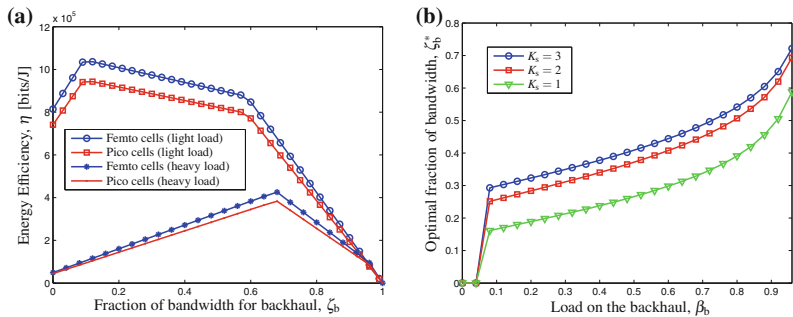 (a)
12 × 10⁵
10
8
6
4
2
0
0
0.2
0.4
0.6
0.8
1
Energy Efficiency, η [bits/J]
Fraction of bandwidth for backhaul, ζb
Femto cells (light load)
Pico cells (light load)
Femto cells (heavy load)
Pico cells (heavy load)
(b)
0.8
0.7
0.6
0.5
0.4
0.3
0.2
0.1
0
0
0.1
0.2
0.3
0.4
0.5
0.6
0.7
0.8
0.9
Optimal fraction of bandwidth, ζb*
Load on the backhaul, βb
Ks = 3
Ks = 2
Ks = 1